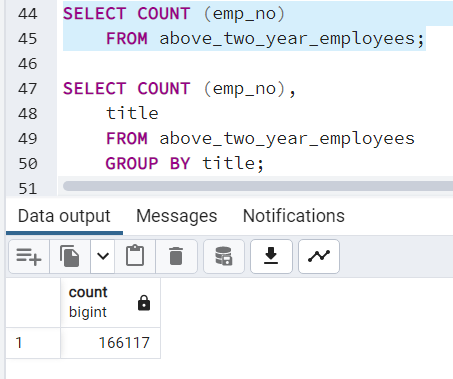 44 SELECT COUNT (emp_no)
45 FROM above_two_year_employees;
46
47 SELECT COUNT (emp_no),
48 title
49 FROM above_two_year_employees
50 GROUP BY title;
51
Data output Messages Notifications
count
bigint
1 166117